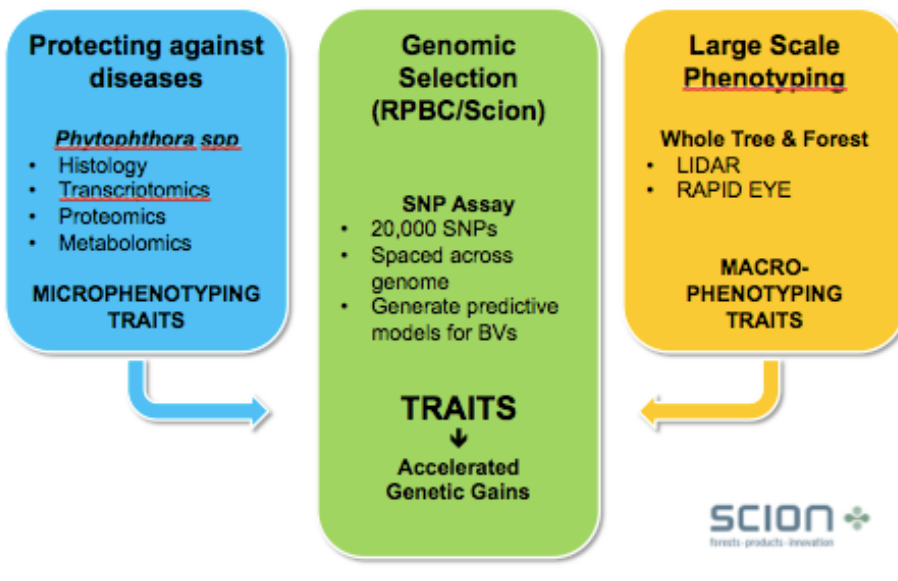 Protecting against
diseases
Phytophthora spp
• Histology
• Transcriotomics
• Proteomics
• Metabolomics
MICROPHENOTYPING
TRAITS
Genomic
Selection
(RPBC/Scion)
SNP Assay
• 20,000 SNPs
• Spaced across
genome
• Generate predictive
models for BVs
TRAITS
Accelerated
Genetic Gains
Large Scale
Phenotyping
Whole Tree & Forest
• LIDAR
• RAPID EYE
MACRO-
PHENOTYPING
TRAITS
SCION
forests-products-innovation